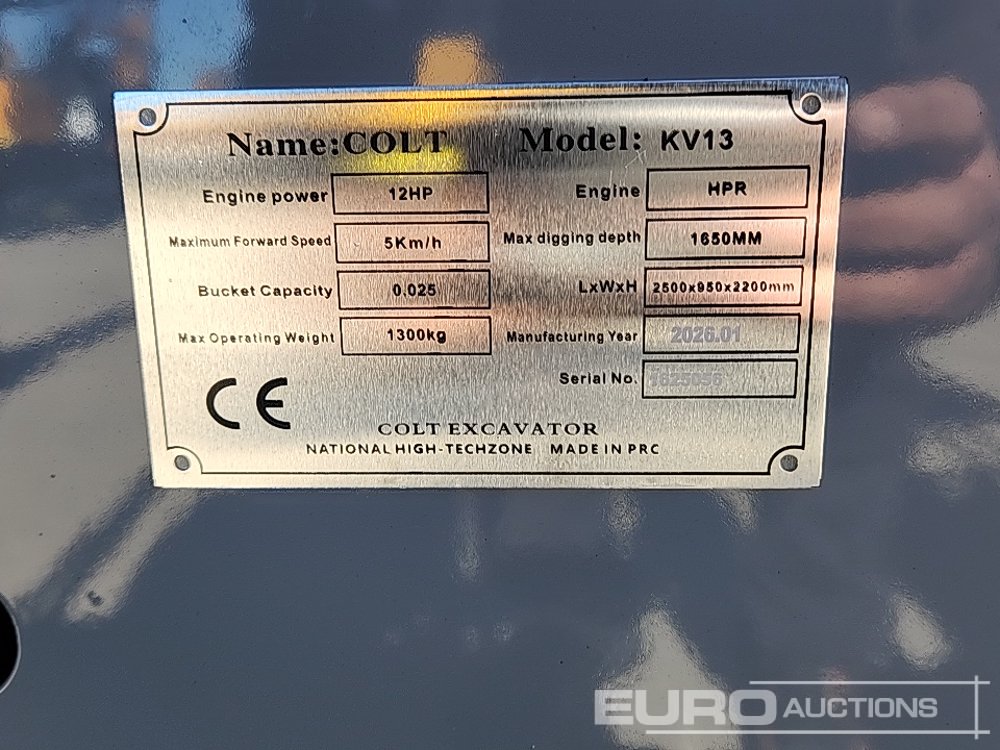 Name:COLT Model: KV13
Engine power 12HP Engine HPR
Maximum Forward Speed 5Km/h Max digging depth 1650MM
Bucket Capacity 0.025 LxWxH 2500x950x2200mm
Max Operating Weight 1300kg Manufacturing Year 2026.01
Serial No.
CE
COLT EXCAVATOR
NATIONAL HIGH-TECHZONE MADE IN PRC
EURO AUCTIONS